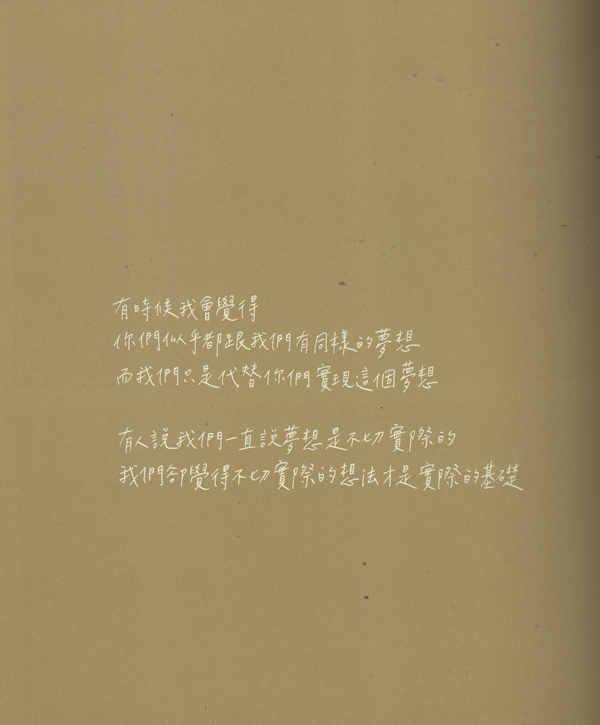 有時候我會覺得
你們似乎都跟我們有同樣的夢想
而我們只是代替你們實現這個夢想
有人說我們一直說夢想是不切實際的
我們卻覺得不切實際的想法才是實際的基礎